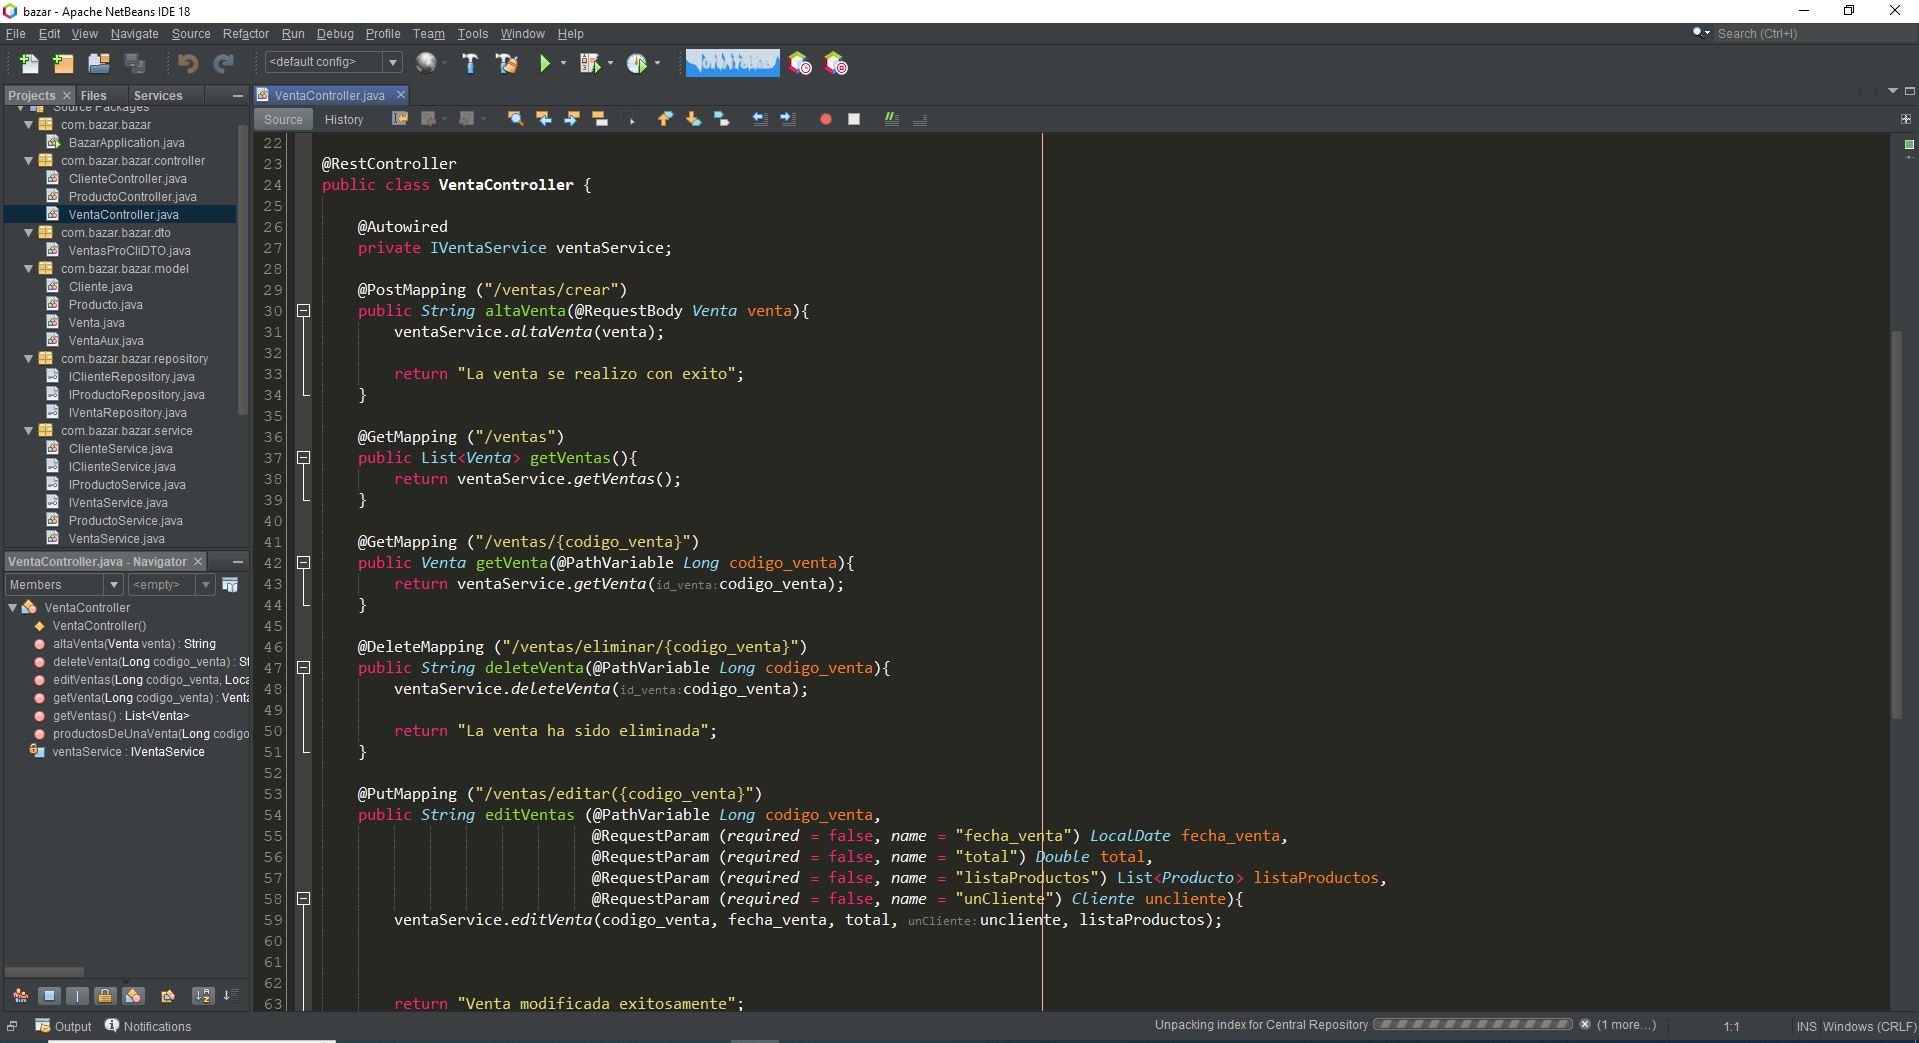 bazar - Apache NetBeans IDE 18
File Edit View Navigate Source Refactor Run Debug Profile Team Tools Window Help
Search (Ctrl+I)
<default config>
Projects Files Services
Source Packages
com.bazar.bazar
BazarApplication.java
com.bazar.bazar.controller
ClienteController.java
ProductoController.java
VentaController.java
com.bazar.bazar.dto
VentasProCliDTO.java
com.bazar.bazar.model
Cliente.java
Producto.java
Venta.java
VentaAux.java
com.bazar.bazar.repository
IClienteRepository.java
IProductoRepository.java
IVentaRepository.java
com.bazar.bazar.service
ClienteService.java
IClienteService.java
IProductoService.java
IVentaService.java
ProductoService.java
VentaService.java
VentaController.java - Navigator
Members <empty>
VentaController
VentaController()
altaVenta(Venta venta) : String
deleteVenta(Long codigo_venta) : St
editVentas(Long codigo_venta, Loca
getVenta(Long codigo_venta) : Venta
getVentas() : List<Venta>
productosDeUnaVenta(Long codigo
ventaService : IVentaService
VentaController.java
Source History
22
23 @RestController
24 public class VentaController {
25
26 @Autowired
27 private IVentaService ventaService;
28
29 @PostMapping ("/ventas/crear")
30 public String altaVenta(@RequestBody Venta venta){
31 ventaService.altaVenta(venta);
32
33 return "La venta se realizo con exito";
34 }
35
36 @GetMapping ("/ventas")
37 public List<Venta> getVentas(){
38 return ventaService.getVentas();
39 }
40
41 @GetMapping ("/ventas/{codigo_venta}")
42 public Venta getVenta(@PathVariable Long codigo_venta){
43 return ventaService.getVenta(id_venta:codigo_venta);
44 }
45
46 @DeleteMapping ("/ventas/eliminar/{codigo_venta}")
47 public String deleteVenta(@PathVariable Long codigo_venta){
48 ventaService.deleteVenta(id_venta:codigo_venta);
49
50 return "La venta ha sido eliminada";
51 }
52
53 @PutMapping ("/ventas/editar({codigo_venta}")
54 public String editVentas (@PathVariable Long codigo_venta,
55 @RequestParam (required = false, name = "fecha_venta") LocalDate fecha_venta,
56 @RequestParam (required = false, name = "total") Double total,
57 @RequestParam (required = false, name = "listaProductos") List<Producto> listaProductos,
58 @RequestParam (required = false, name = "unCliente") Cliente uncliente){
59 ventaService.editVenta(codigo_venta, fecha_venta, total, unCliente:uncliente, listaProductos);
60
61
62
63 return "Venta modificada exitosamente";
Output Notifications
Unpacking index for Central Repository (1 more...)
1:1 INS Windows (CRLF)